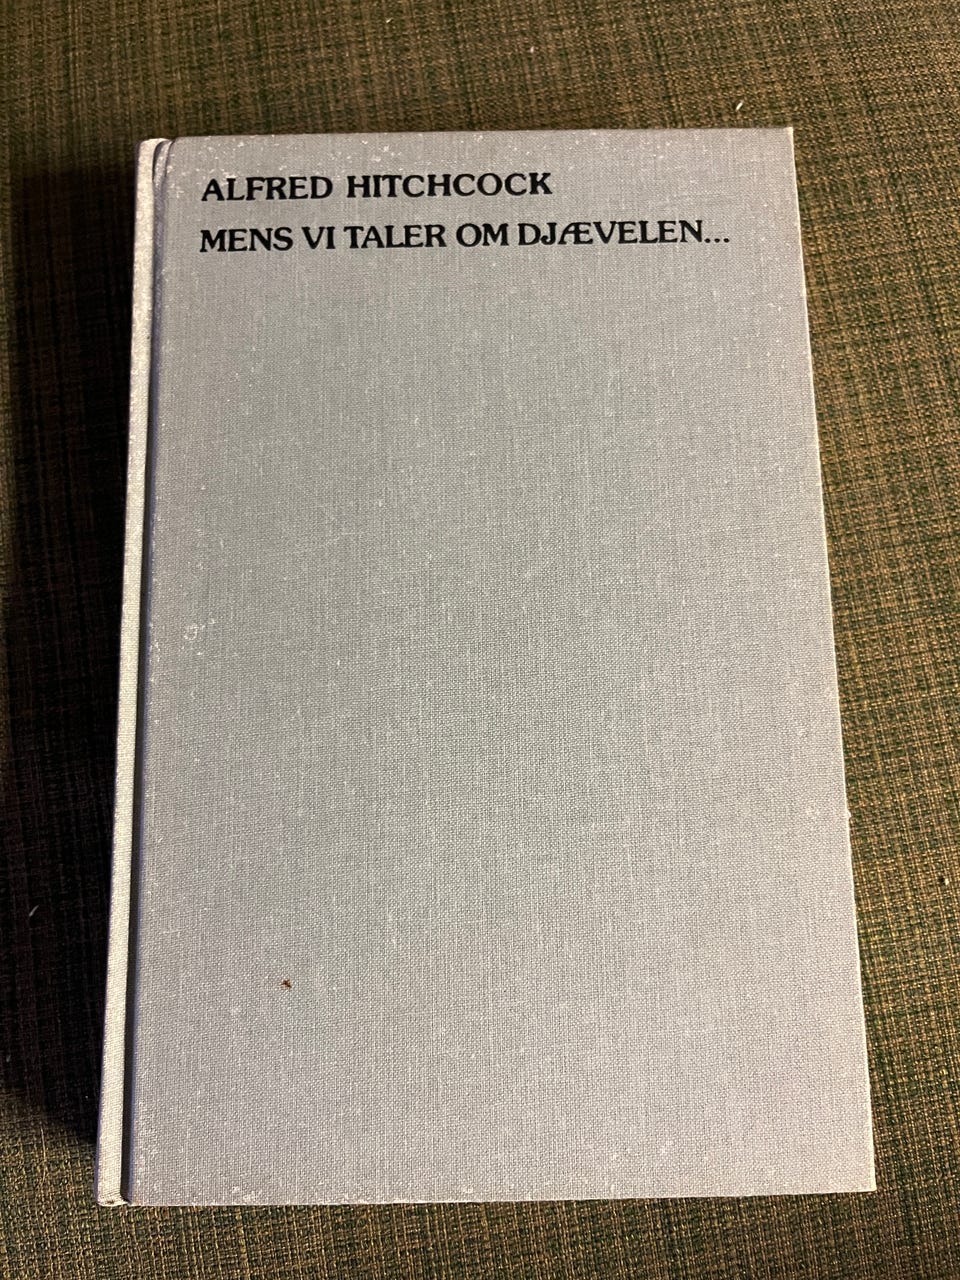 ALFRED HITCHCOCK
MENS VI TALER OM DJÆVELEN...